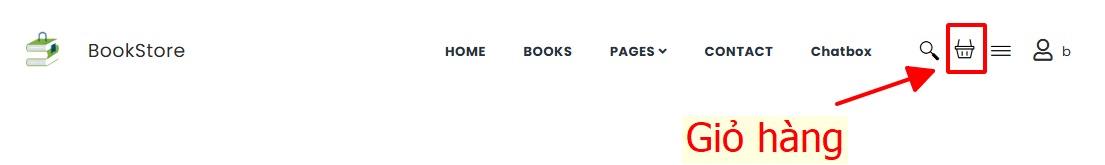 BookStore HOME BOOKS PAGES CONTACT Chatbox b
Giỏ hàng